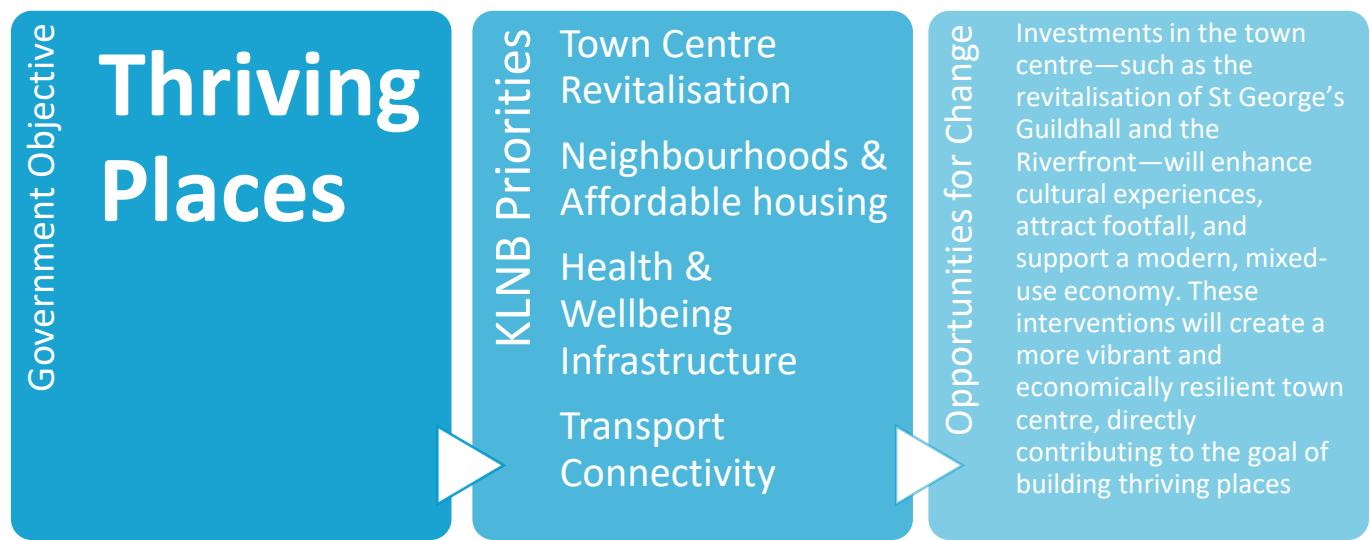 Government Objective
Thriving
Places
KLNB Priorities
Town Centre
Revitalisation
Neighbourhoods &
Affordable housing
Health &
Wellbeing
Infrastructure
Transport
Connectivity
Opportunities for Change
Investments in the town
centre—such as the
revitalisation of St George’s
Guildhall and the
Riverfront—will enhance
cultural experiences,
attract footfall, and
support a modern, mixed-
use economy. These
interventions will create a
more vibrant and
economically resilient town
centre, directly
contributing to the goal of
building thriving places